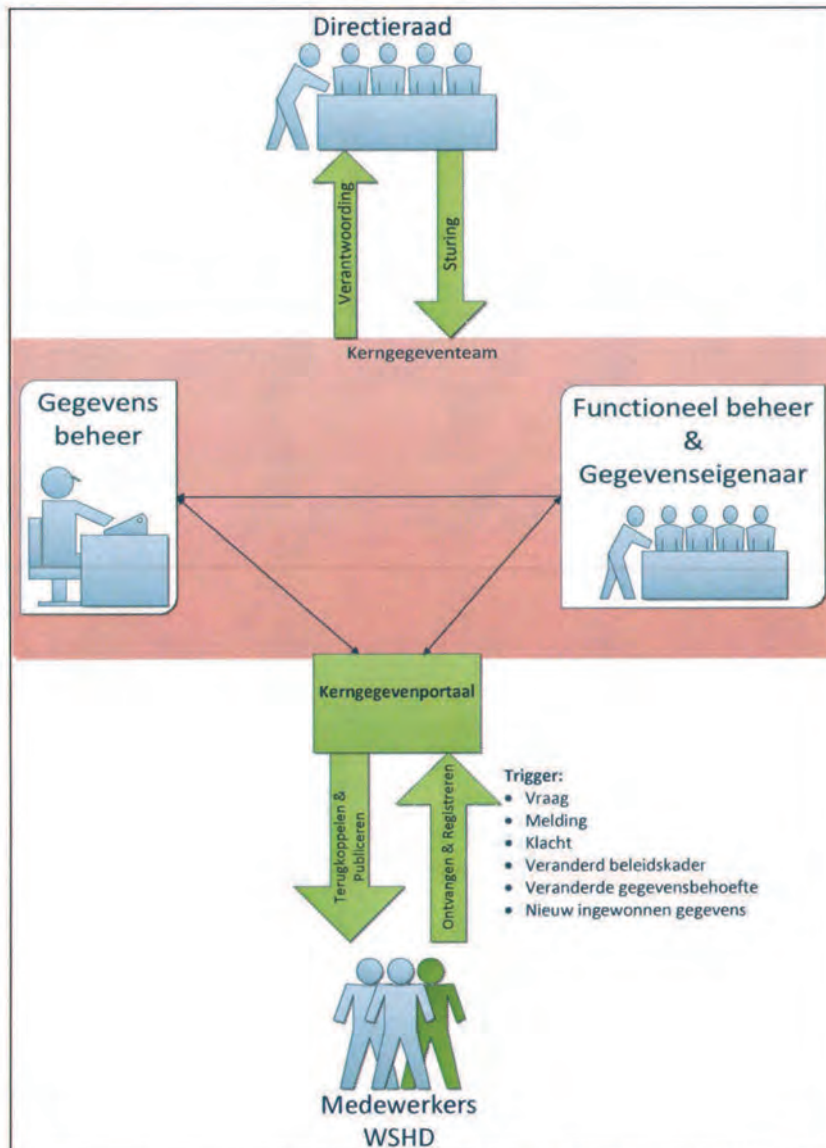 Directieraad
Verantwoording
Sturing
Kerngegeventeam
Gegevens
beheer
Functioneel beheer
&
Gegevenseigenaar
Kerngegevenportaal
Terugkoppelen &
Publiceren
Ontvangen & Registreren
Trigger:
• Vraag
• Melding
• Klacht
• Veranderd beleidskader
• Veranderde gegevensbehoefte
• Nieuw ingewonnen gegevens
Medewerkers
WSHD